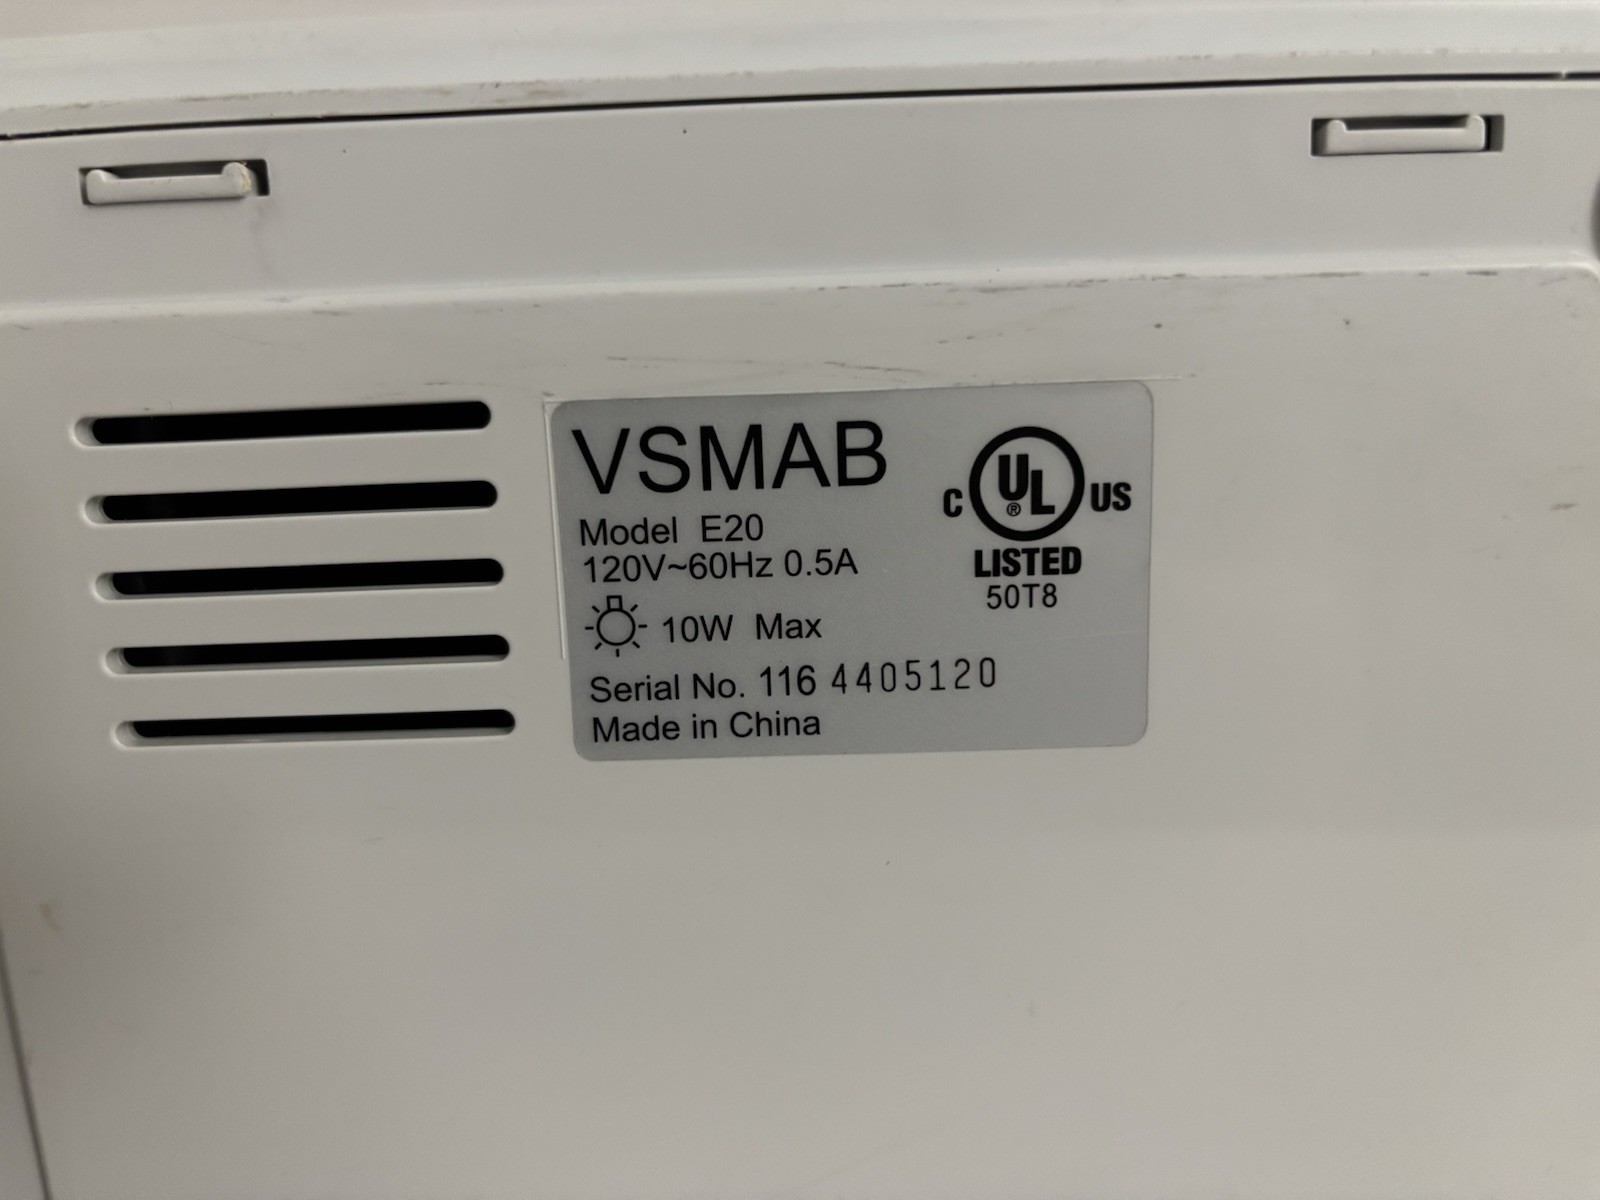 VSMAB
Model E20
120V~60Hz 0.5A
10W Max
Serial No. 116 4405120
Made in China
C UL® US
LISTED
50T8